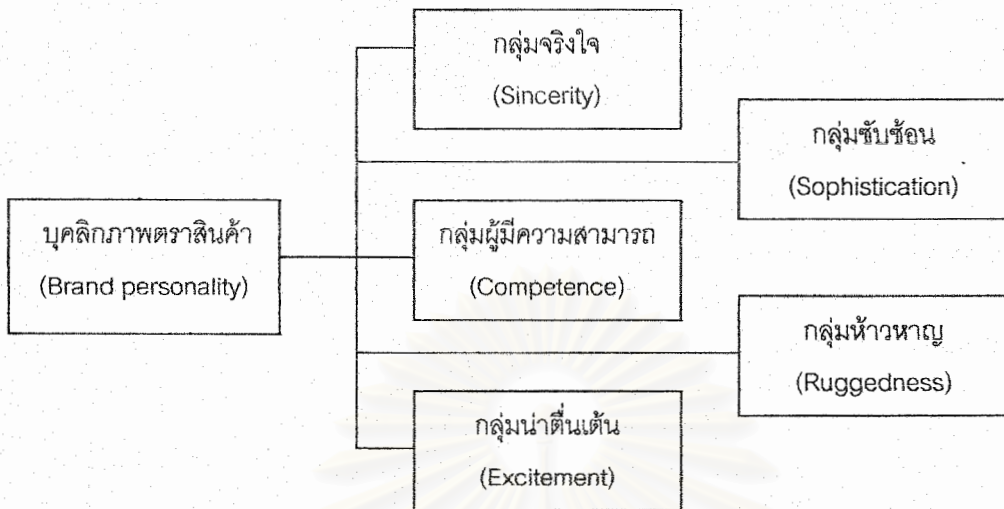 กลุ่มจริงใจ
(Sincerity)
กลุ่มซับซ้อน
(Sophistication)
บุคลิกภาพตราสินค้า
(Brand personality)
กลุ่มผู้มีความสามารถ
(Competence)
กลุ่มห้าวหาญ
(Ruggedness)
กลุ่มน่าตื่นเต้น
(Excitement)